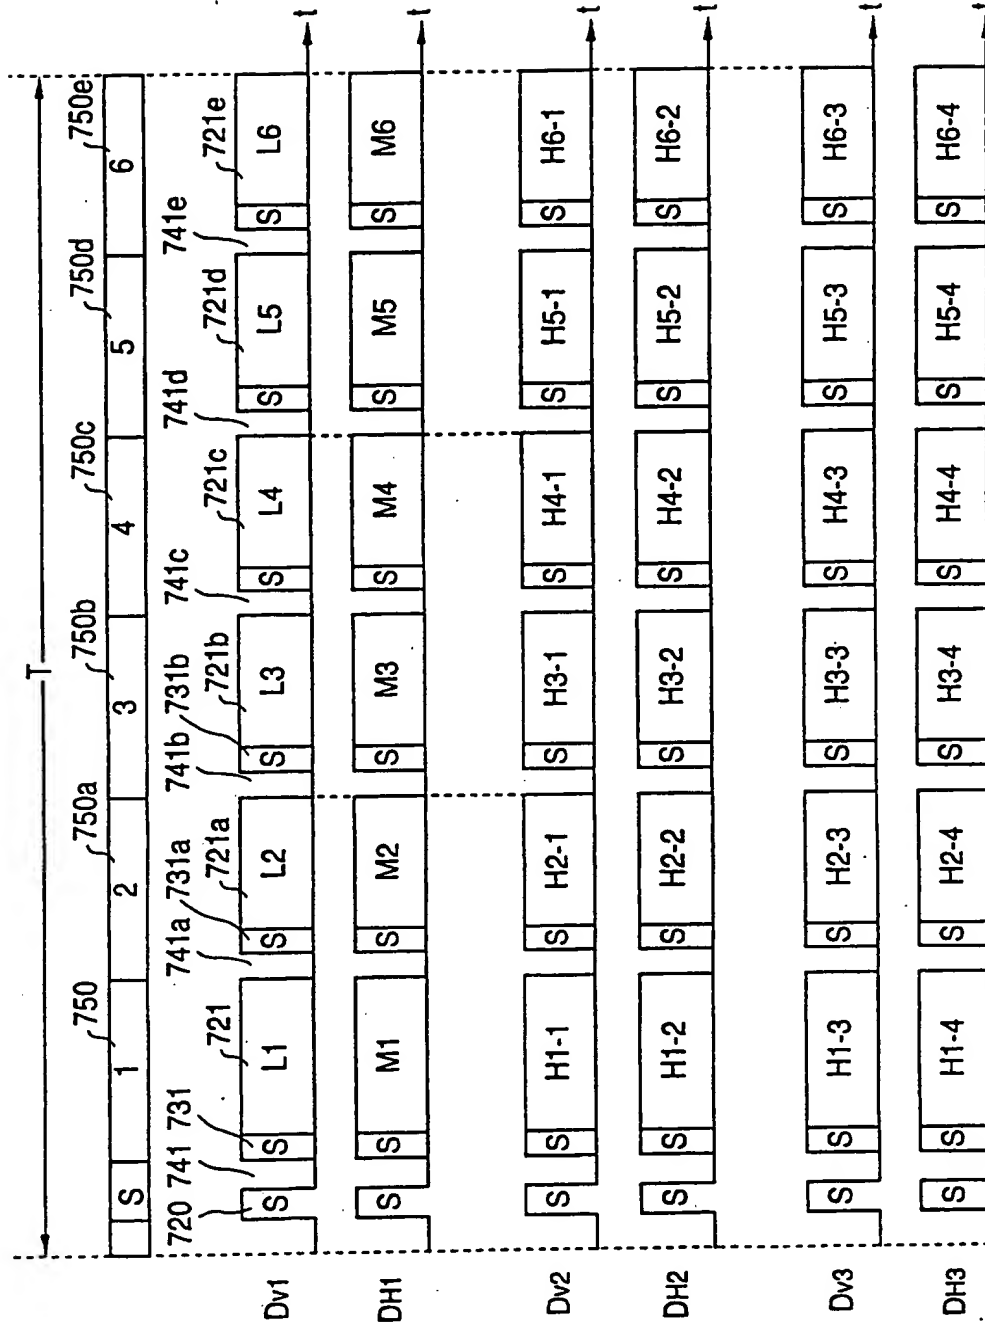 T
750 750a 750b 750c 750d 750e
S 1 2 3 4 5 6
720 741 731 721 741a 731a 721a 741b 731b 721b 741c 721c 741d 721d 741e 721e
Dv1 S S L1 S L2 S L3 S L4 S L5 S L6 t
DH1 S S M1 S M2 S M3 S M4 S M5 S M6 t
Dv2 S S H1-1 S H2-1 S H3-1 S H4-1 S H5-1 S H6-1 t
DH2 S S H1-2 S H2-2 S H3-2 S H4-2 S H5-2 S H6-2 t
Dv3 S S H1-3 S H2-3 S H3-3 S H4-3 S H5-3 S H6-3 t
DH3 S S H1-4 S H2-4 S H3-4 S H4-4 S H5-4 S H6-4 t